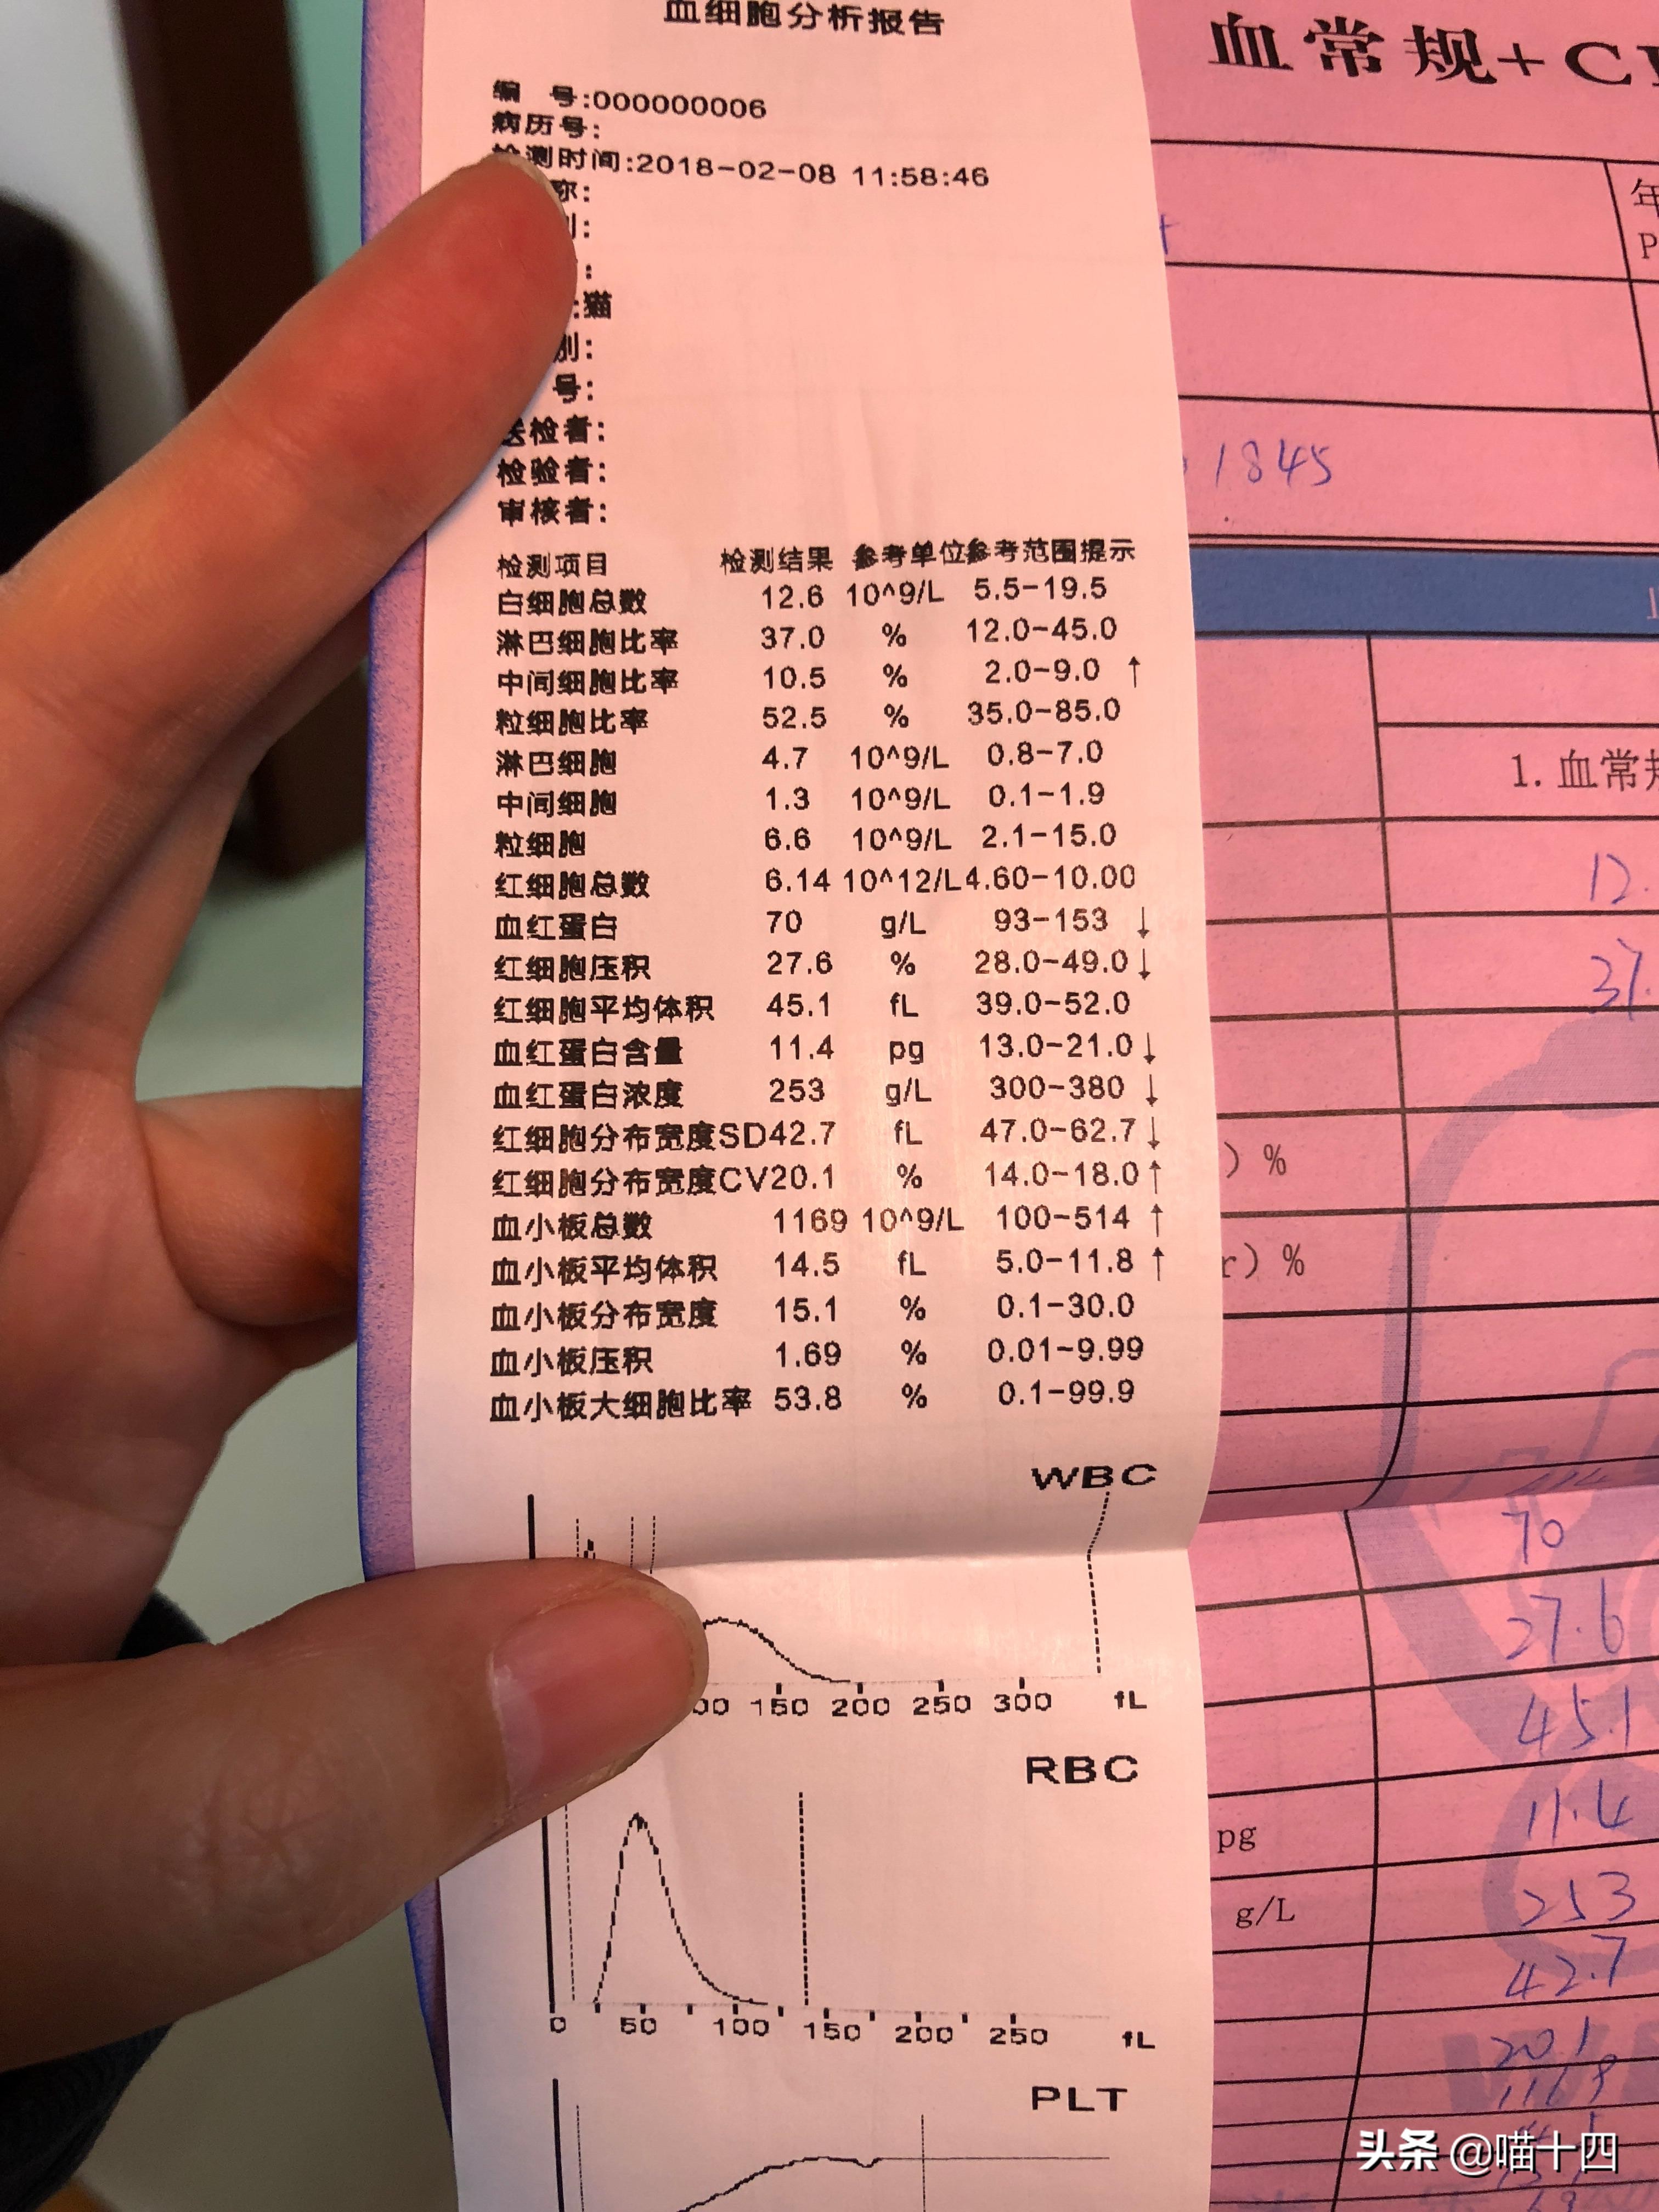 血细胞分析报告
编 号:000000006
病历号:
检测时间:2018-02-08 11:58:46
称:
别:
:
:猫
别:
号:
送检者:
检验者:
审核者:
检测项目 检测结果 参考单位参考范围提示
白细胞总数 12.6 10^9/L 5.5-19.5
淋巴细胞比率 37.0 % 12.0-45.0
中间细胞比率 10.5 % 2.0-9.0 ↑
粒细胞比率 52.5 % 35.0-85.0
淋巴细胞 4.7 10^9/L 0.8-7.0
中间细胞 1.3 10^9/L 0.1-1.9
粒细胞 6.6 10^9/L 2.1-15.0
红细胞总数 6.14 10^12/L 4.60-10.00
血红蛋白 70 g/L 93-153 ↓
红细胞压积 27.6 % 28.0-49.0 ↓
红细胞平均体积 45.1 fL 39.0-52.0
血红蛋白含量 11.4 pg 13.0-21.0 ↓
血红蛋白浓度 253 g/L 300-380 ↓
红细胞分布宽度SD42.7 fL 47.0-62.7 ↓
红细胞分布宽度CV20.1 % 14.0-18.0 ↑
血小板总数 1169 10^9/L 100-514 ↑
血小板平均体积 14.5 fL 5.0-11.8 ↑
血小板分布宽度 15.1 % 0.1-30.0
血小板压积 1.69 % 0.01-9.99
血小板大细胞比率 53.8 % 0.1-99.9
WBC
00 150 200 250 300 fL
RBC
0 50 100 150 200 250 fL
PLT
血常规+C
年
P
1845
1.血常规
12.
37.
) %
r) %
70
27.6
45.1
pg 11.4
g/L 253
42.7
20.1
1169
头条 @喵十四